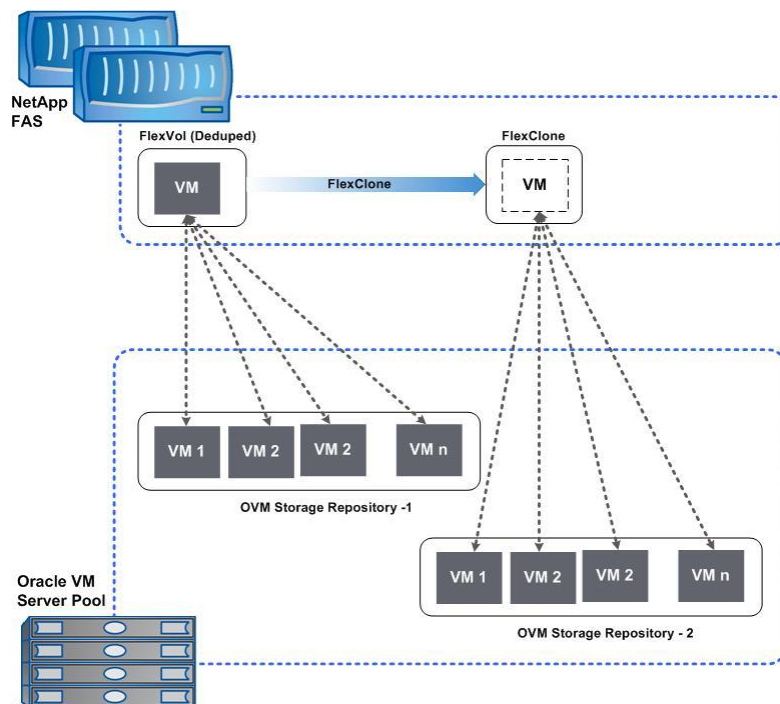 NetApp
FAS
FlexVol (Deduped)
FlexClone
VM
FlexClone
VM
VM 1
VM 2
VM 2
VM n
OVM Storage Repository -1
VM 1
VM 2
VM 2
VM n
OVM Storage Repository - 2
Oracle VM
Server Pool